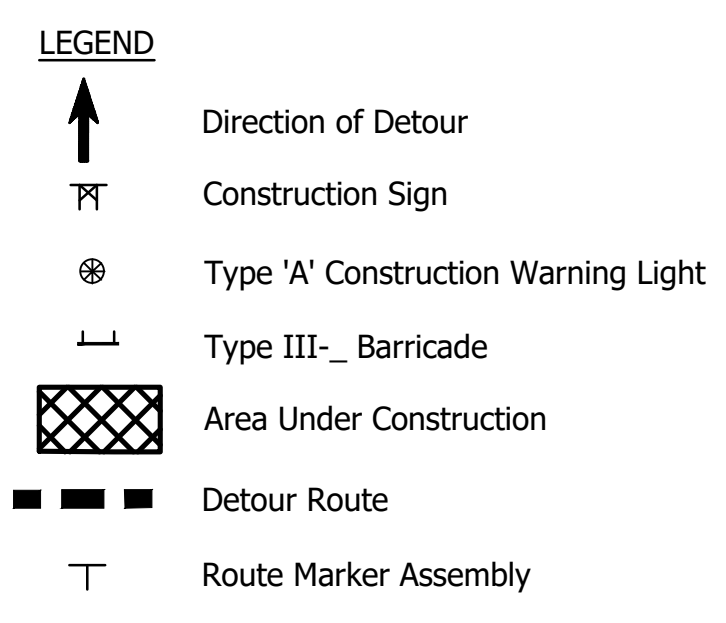 LEGEND
Direction of Detour
Construction Sign
Type 'A' Construction Warning Light
Type III-_ Barricade
Area Under Construction
Detour Route
Route Marker Assembly